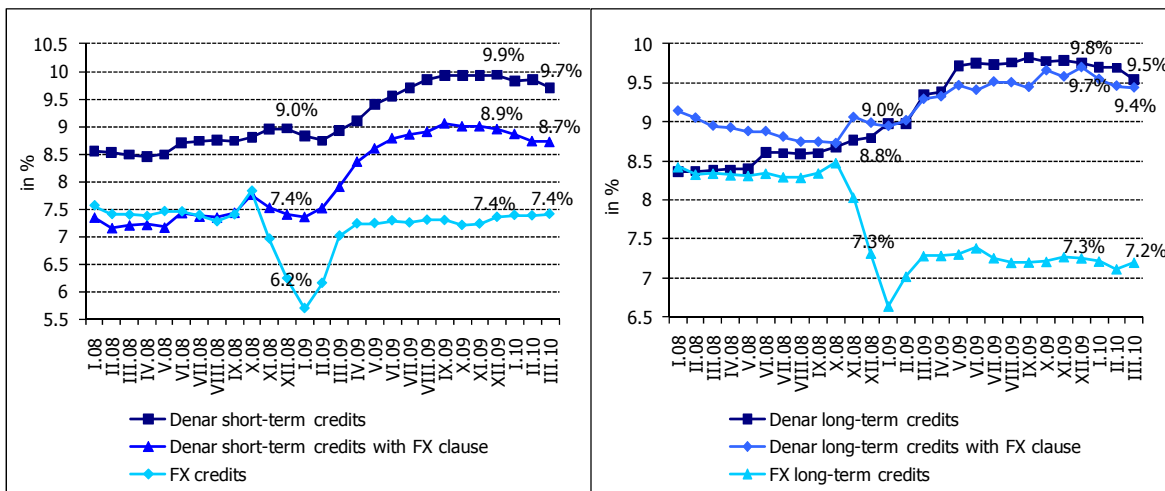 10.5
10
9.5
9
8.5
8
7.5
7
6.5
6
5.5
in %
9.0%
9.9%
9.7%
8.9%
8.7%
7.4%
7.4%
7.4%
6.2%
I.08
II.08
III.08
IV.08
V.08
VI.08
VII.08
VIII.08
IX.08
X.08
XI.08
XII.08
I.09
II.09
III.09
IV.09
V.09
VI.09
VII.09
VIII.09
IX.09
X.09
XI.09
XII.09
I.10
II.10
III.10
Denar short-term credits
Denar short-term credits with FX clause
FX credits
10
9.5
9
8.5
8
7.5
7
6.5
in %
9.8%
9.5%
9.7%
9.4%
9.0%
8.8%
7.3%
7.3%
7.2%
I.08
II.08
III.08
IV.08
V.08
VI.08
VII.08
VIII.08
IX.08
X.08
XI.08
XII.08
I.09
II.09
III.09
IV.09
V.09
VI.09
VII.09
VIII.09
IX.09
X.09
XI.09
XII.09
I.10
II.10
III.10
Denar long-term credits
Denar long-term credits with FX clause
FX long-term credits